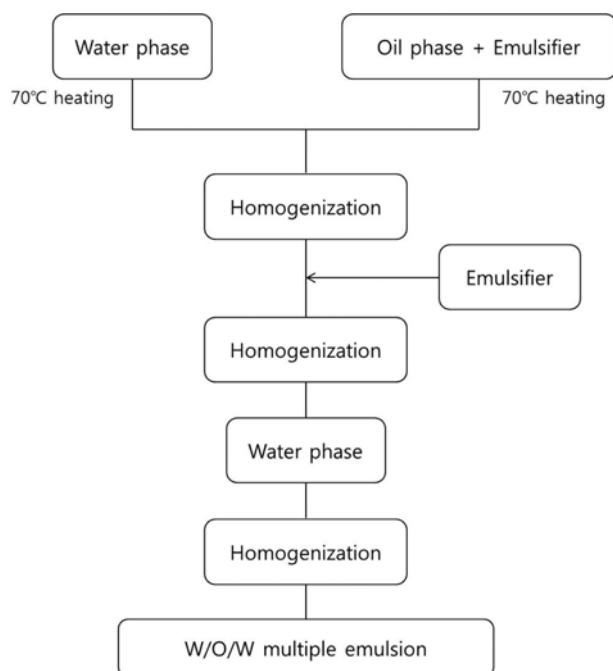 Water phase
Oil phase + Emulsifier
70℃ heating
70℃ heating
Homogenization
Emulsifier
Homogenization
Water phase
Homogenization
W/O/W multiple emulsion